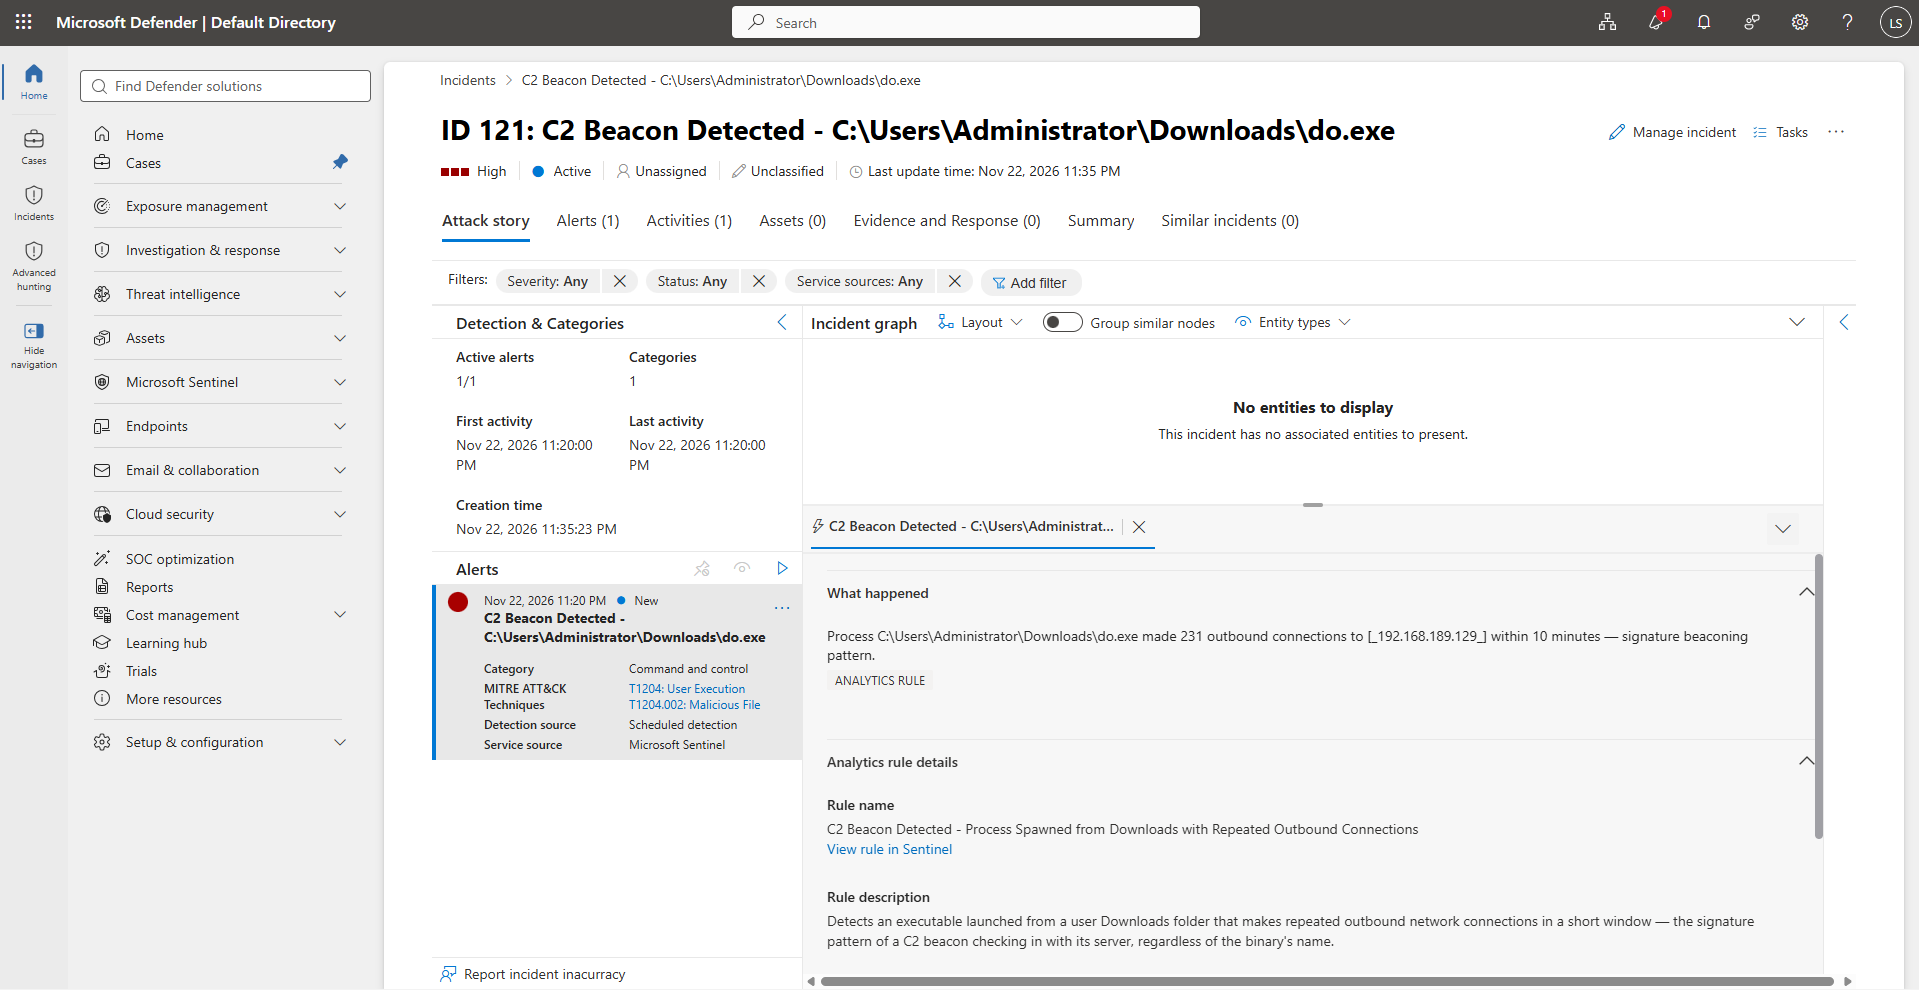 Microsoft Defender | Default Directory
Search
1
LS
Home
Cases
Incidents
Advanced
hunting
Hide
navigation
Find Defender solutions
Home
Cases
Exposure management
Investigation & response
Threat intelligence
Assets
Microsoft Sentinel
Endpoints
Email & collaboration
Cloud security
SOC optimization
Reports
Cost management
Learning hub
Trials
More resources
Setup & configuration
Incidents > C2 Beacon Detected - C:\Users\Administrator\Downloads\do.exe
ID 121: C2 Beacon Detected - C:\Users\Administrator\Downloads\do.exe
Manage incident
Tasks
High
Active
Unassigned
Unclassified
Last update time: Nov 22, 2026 11:35 PM
Attack story
Alerts (1)
Activities (1)
Assets (0)
Evidence and Response (0)
Summary
Similar incidents (0)
Filters:
Severity: Any
Status: Any
Service sources: Any
Add filter
Detection & Categories
Active alerts
Categories
1/1
1
First activity
Last activity
Nov 22, 2026 11:20:00
PM
Nov 22, 2026 11:20:00
PM
Creation time
Nov 22, 2026 11:35:23 PM
Alerts
Nov 22, 2026 11:20 PM
New
C2 Beacon Detected -
C:\Users\Administrator\Downloads\do.exe
Category
Command and control
MITRE ATT&CK
Techniques
T1204: User Execution
T1204.002: Malicious File
Detection source
Scheduled detection
Service source
Microsoft Sentinel
Report incident inacurracy
Incident graph
Layout
Group similar nodes
Entity types
No entities to display
This incident has no associated entities to present.
C2 Beacon Detected - C:\Users\Administrat...
What happened
Process C:\Users\Administrator\Downloads\do.exe made 231 outbound connections to [_192.168.189.129_] within 10 minutes — signature beaconing
pattern.
ANALYTICS RULE
Analytics rule details
Rule name
C2 Beacon Detected - Process Spawned from Downloads with Repeated Outbound Connections
View rule in Sentinel
Rule description
Detects an executable launched from a user Downloads folder that makes repeated outbound network connections in a short window — the signature
pattern of a C2 beacon checking in with its server, regardless of the binary's name.